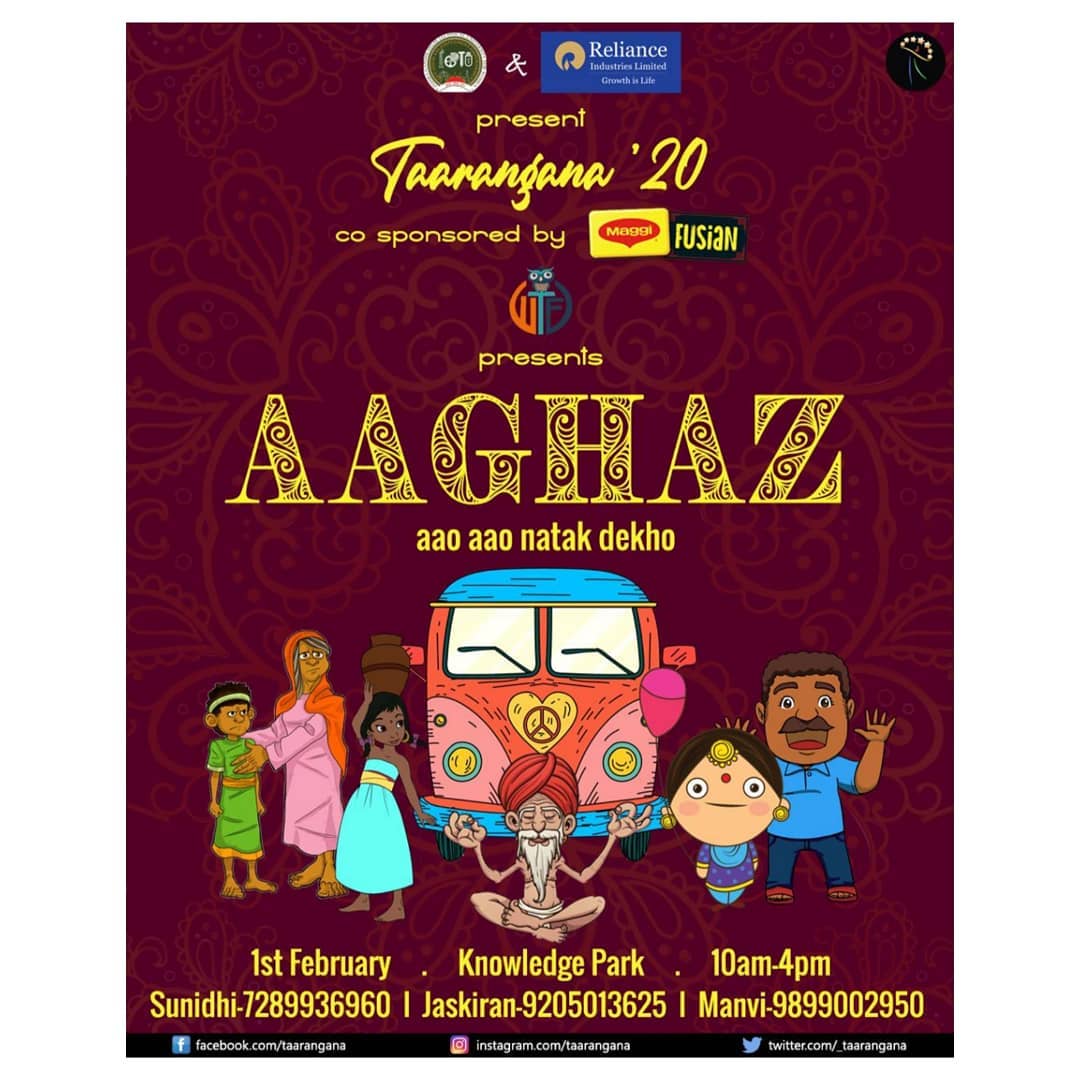 & Reliance
Industries Limited
Growth is Life
present
Taarangana '20
co sponsored by Maggi FUSiaN
WTF
presents
AAGHAZ
aao aao natak dekho
1st February . Knowledge Park . 10am-4pm
Sunidhi-7289936960 | Jaskiran-9205013625 | Manvi-9899002950
facebook.com/taarangana instagram.com/taarangana twitter.com/_taarangana